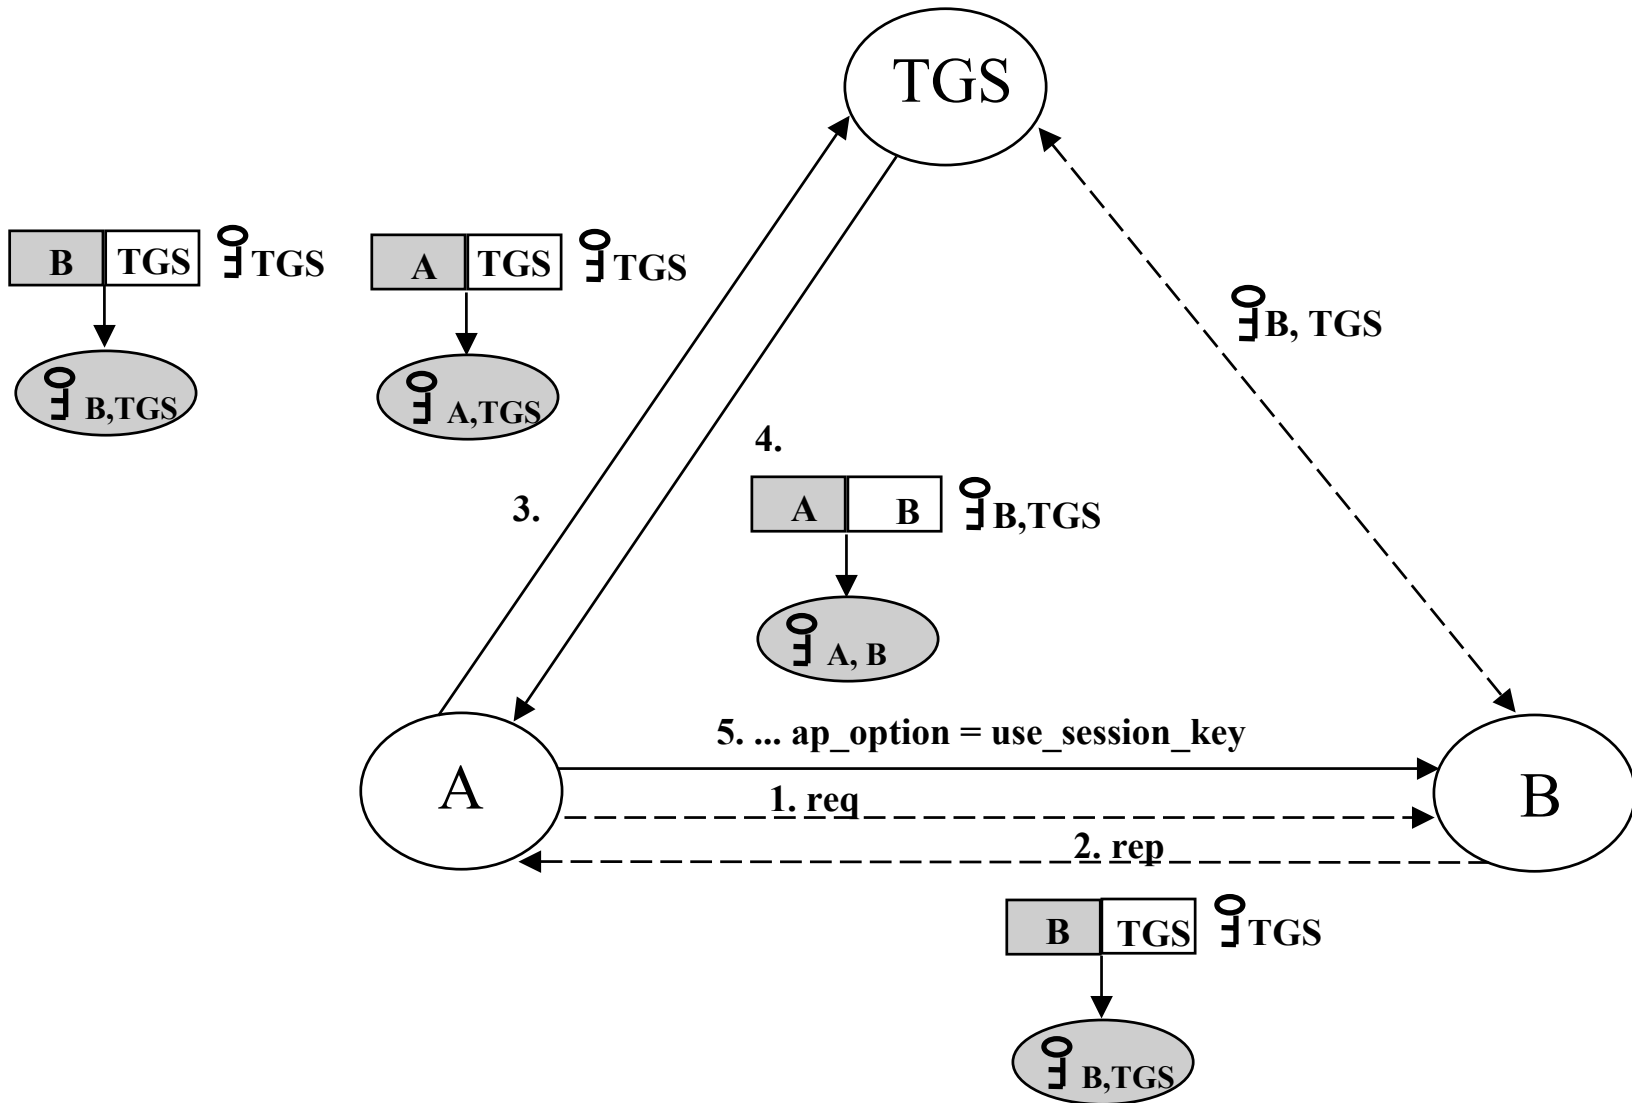 TGS
B TGS TGS
A TGS TGS
B, TGS
B,TGS
A,TGS
4.
3.
A B B,TGS
A, B
5. ... ap_option = use_session_key
A
B
1. req
2. rep
B TGS TGS
B,TGS